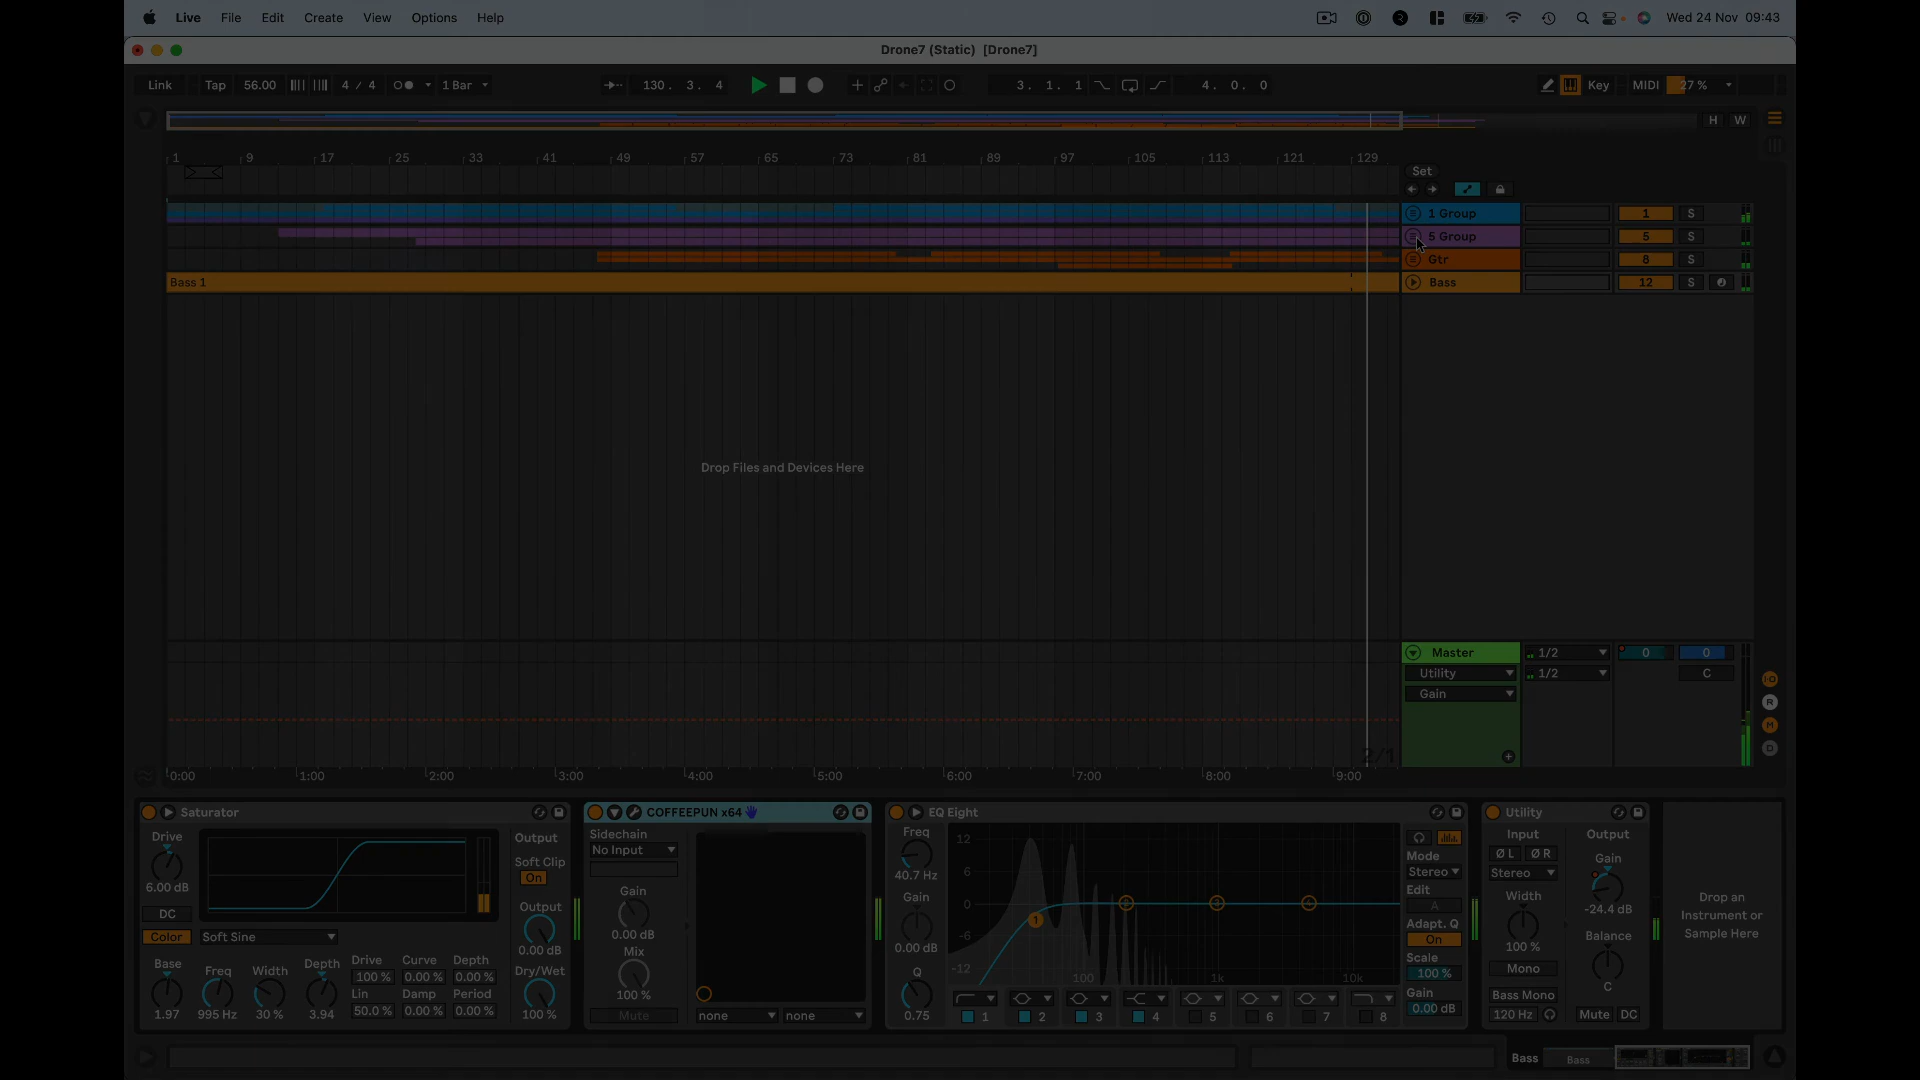 Live File Edit Create View Options Help Wed 24 Nov 09:43
Drone7 (Static) [Drone7]
Link Tap 56.00 4 / 4 1 Bar 130. 3. 4 3. 1. 1 4. 0. 0 Key MIDI 27 %
H W
1 9 17 25 33 41 49 57 65 73 81 89 97 105 113 121 129
Set
1 Group 1 S
5 Group 5 S
Gtr 8 S
Bass 1 Bass 12 S
Drop Files and Devices Here
Master 1/2 0 0
Utility 1/2 C
Gain
2/1
0:00 1:00 2:00 3:00 4:00 5:00 6:00 7:00 8:00 9:00
R
M
D
Saturator
Drive
6.00 dB
DC
Color Soft Sine
Base Freq Width Depth
1.97 995 Hz 30 % 3.94
Drive Curve Depth
100 % 0.00 % 0.00 %
Lin Damp Period
50.0 % 0.00 % 0.00 %
Output
Soft Clip
On
Output
0.00 dB
Dry/Wet
100 %
COFFEEPUN x64
Sidechain
No Input
Gain
0.00 dB
Mix
100 %
Mute
none none
EQ Eight
Freq
40.7 Hz
Gain
0.00 dB
Q
0.75
12
6
0
-6
-12
100 1k 10k
1 2 3 4
1 2 3 4 5 6 7 8
Mode
Stereo
Edit
A
Adapt. Q
On
Scale
100 %
Gain
0.00 dB
Utility
Input
Ø L Ø R
Stereo
Width
100 %
Mono
Bass Mono
120 Hz
Output
Gain
-24.4 dB
Balance
C
Mute DC
Drop an
Instrument or
Sample Here
Bass Bass